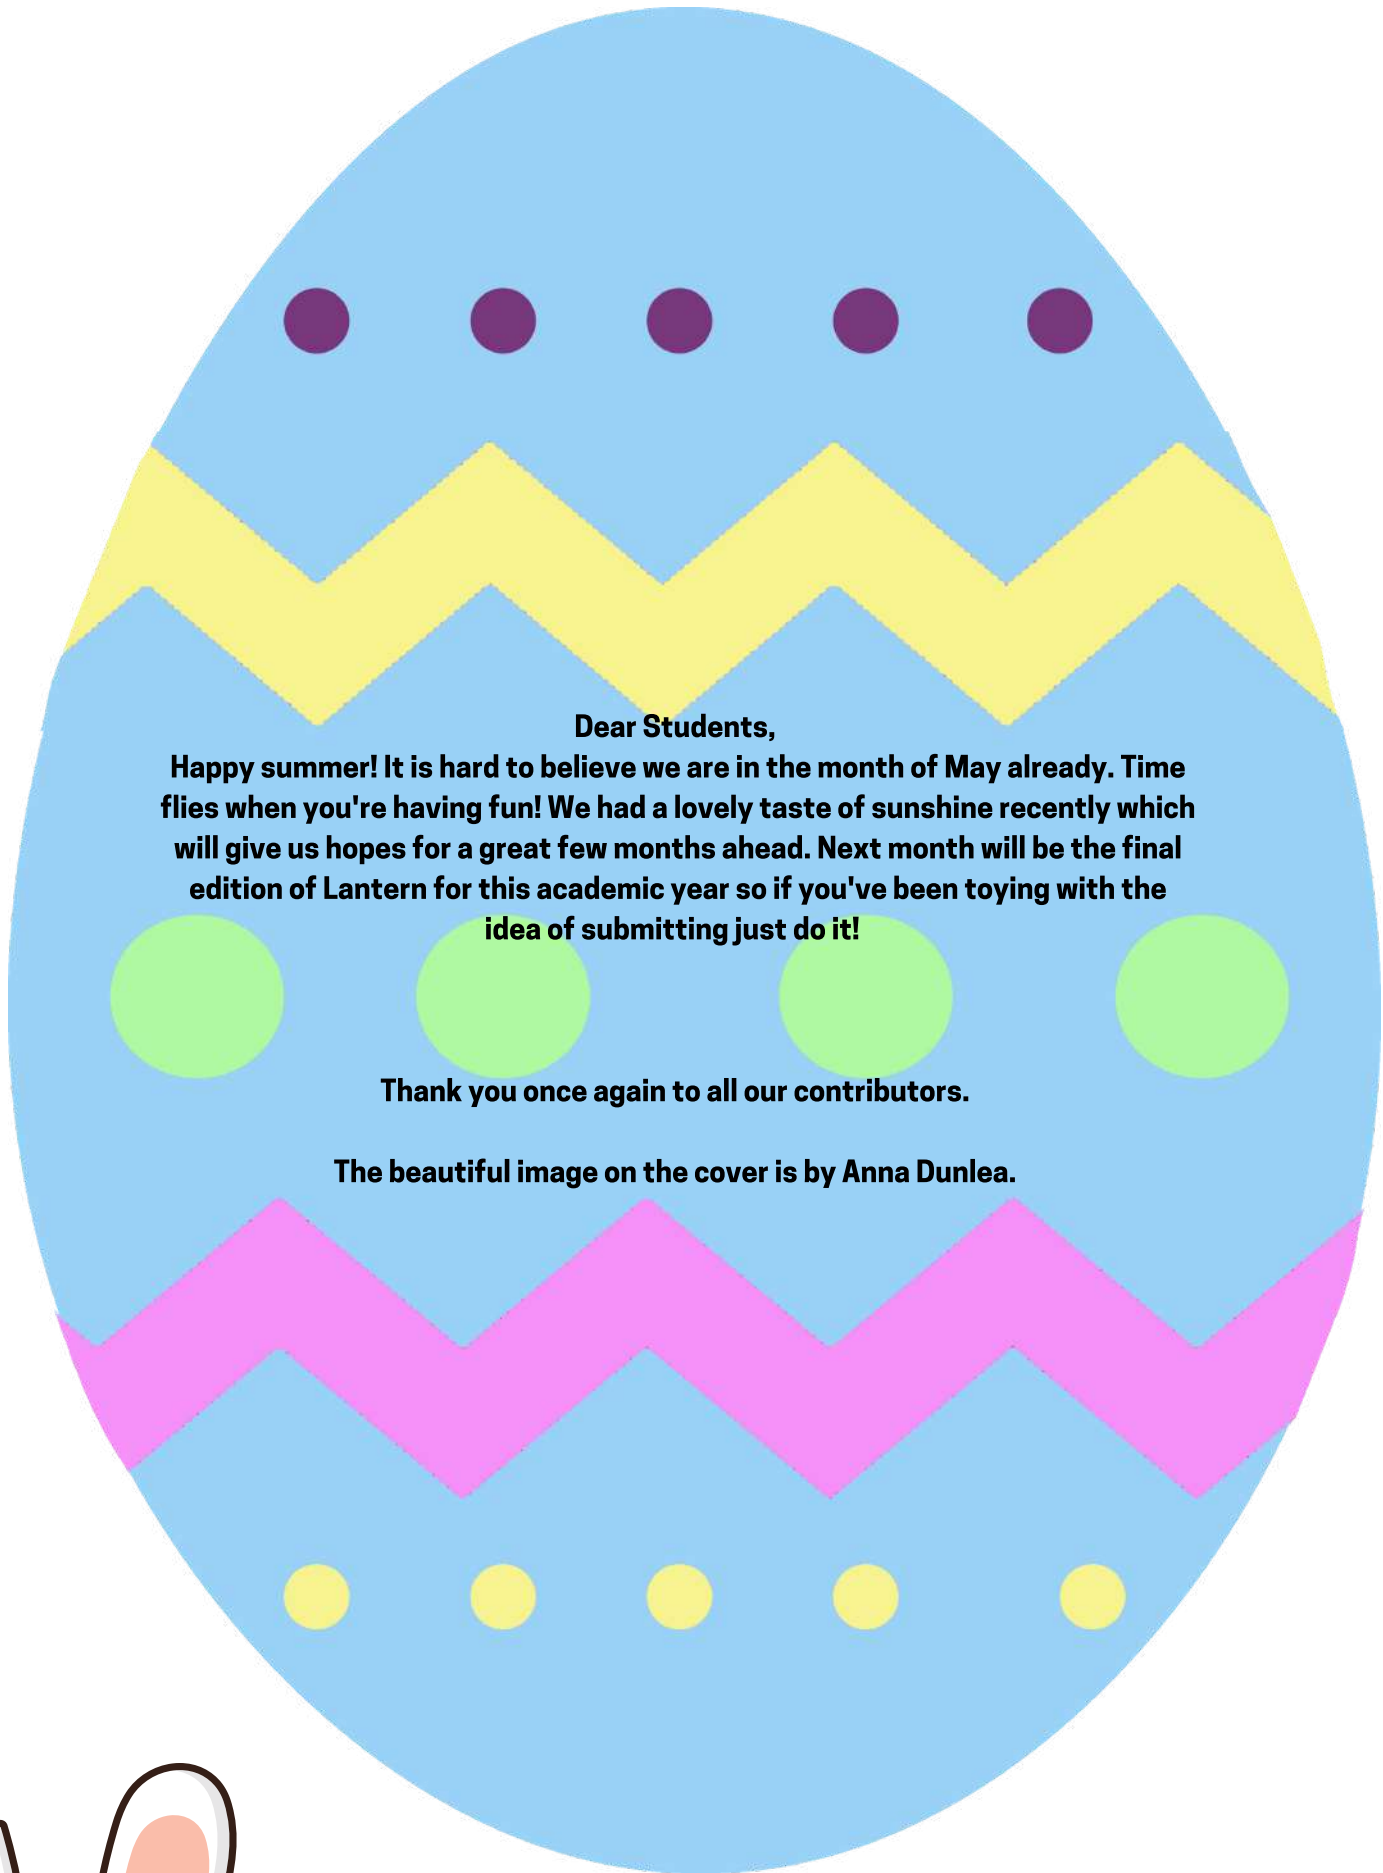 Dear Students,
Happy summer! It is hard to believe we are in the month of May already. Time
flies when you're having fun! We had a lovely taste of sunshine recently which
will give us hopes for a great few months ahead. Next month will be the final
edition of Lantern for this academic year so if you've been toying with the
idea of submitting just do it!
Thank you once again to all our contributors.
The beautiful image on the cover is by Anna Dunlea.